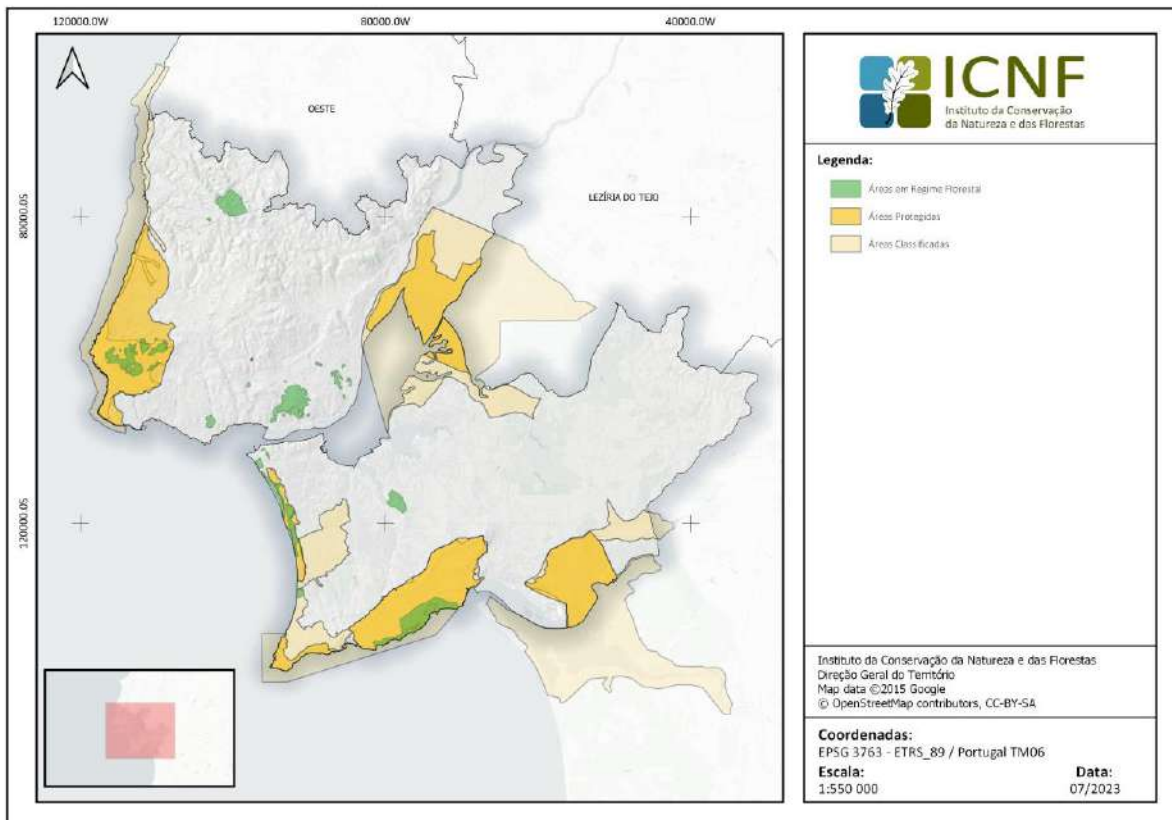 120000.0W
80000.0W
40000.0W
80000.0S
120000.0S
OESTE
LEZÍRIA DO TEJO
ICNF
Instituto da Conservação
da Natureza e das Florestas
Legenda:
Áreas em Regime Florestal
Áreas Protegidas
Áreas Classificadas
Instituto da Conservação da Natureza e das Florestas
Direção Geral do Território
Map data ©2015 Google
© OpenStreetMap contributors, CC-BY-SA
Coordenadas:
EPSG 3763 - ETRS_89 / Portugal TM06
Escala:
1:550 000
Data:
07/2023